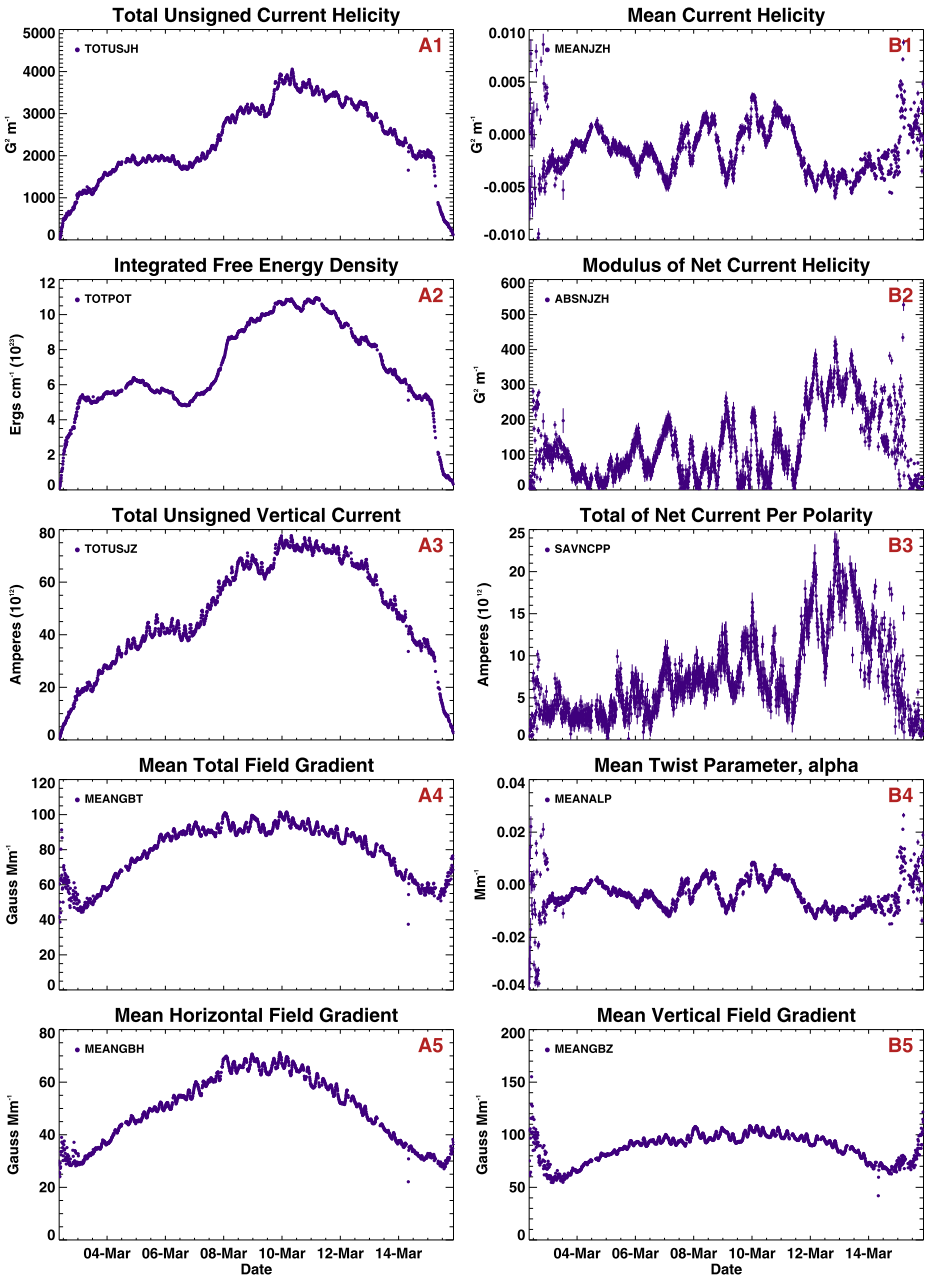 Total Unsigned Current Helicity
A1
TOTUSJH
G² m⁻¹
5000
4000
3000
2000
1000
0
Mean Current Helicity
B1
MEANJZH
G² m⁻¹
0.010
0.005
0.000
-0.005
-0.010
Integrated Free Energy Density
A2
TOTPOT
Ergs cm⁻¹ (10²³)
12
10
8
6
4
2
0
Modulus of Net Current Helicity
B2
ABSNJZH
G² m⁻¹
600
500
400
300
200
100
0
Total Unsigned Vertical Current
A3
TOTUSJZ
Amperes (10¹²)
80
60
40
20
0
Total of Net Current Per Polarity
B3
SAVNCPP
Amperes (10¹²)
25
20
15
10
5
0
Mean Total Field Gradient
A4
MEANGBT
Gauss Mm⁻¹
120
100
80
60
40
20
0
Mean Twist Parameter, alpha
B4
MEANALP
Mm⁻¹
0.04
0.02
0.00
-0.02
-0.04
Mean Horizontal Field Gradient
A5
MEANGBH
Gauss Mm⁻¹
80
60
40
20
0
04-Mar 06-Mar 08-Mar 10-Mar 12-Mar 14-Mar
Date
Mean Vertical Field Gradient
B5
MEANGBZ
Gauss Mm⁻¹
200
150
100
50
0
04-Mar 06-Mar 08-Mar 10-Mar 12-Mar 14-Mar
Date